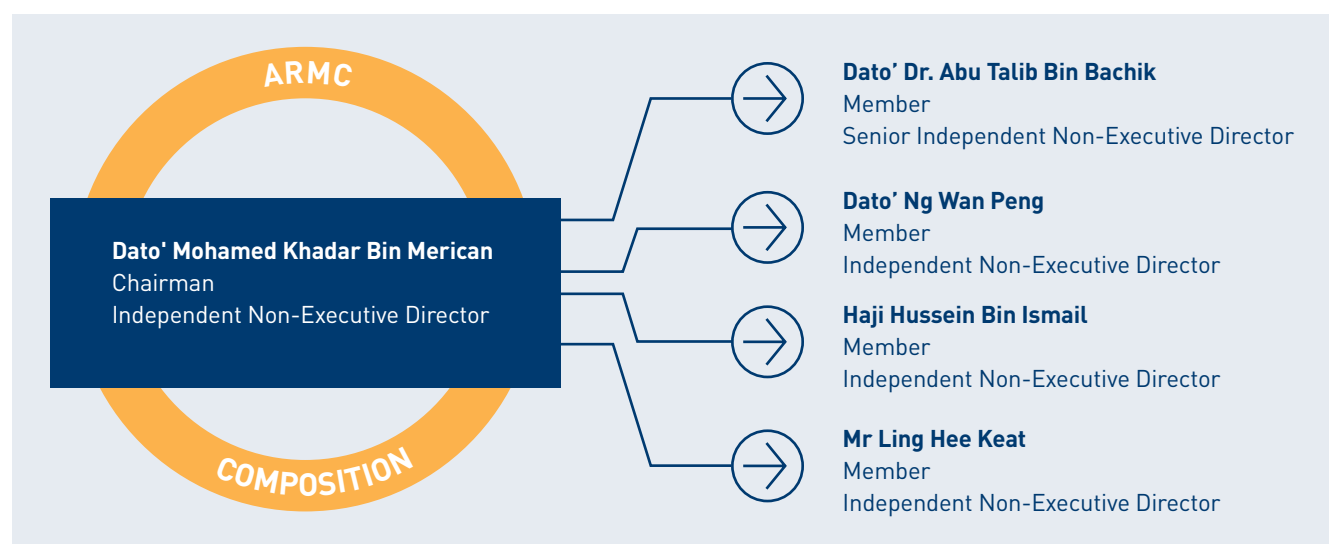 ARMC
Dato' Mohamed Khadar Bin Merican
Chairman
Independent Non-Executive Director
COMPOSITION
Dato’ Dr. Abu Talib Bin Bachik
Member
Senior Independent Non-Executive Director
Dato’ Ng Wan Peng
Member
Independent Non-Executive Director
Haji Hussein Bin Ismail
Member
Independent Non-Executive Director
Mr Ling Hee Keat
Member
Independent Non-Executive Director